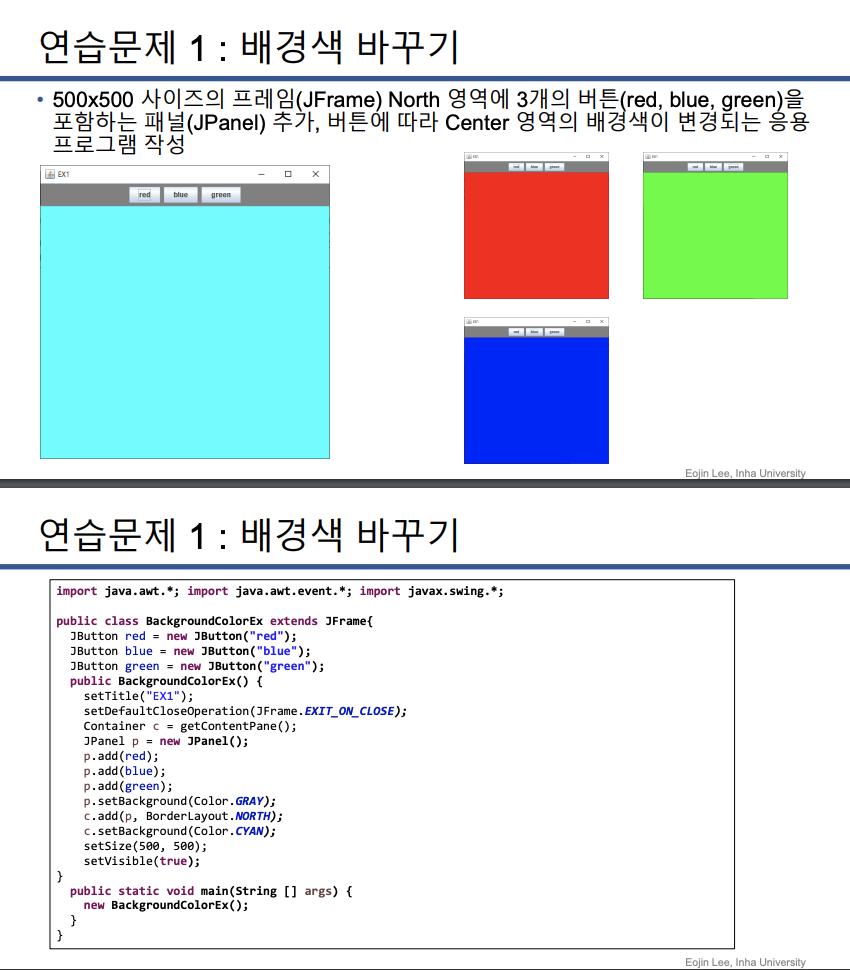 연습문제 1 : 배경색 바꾸기
• 500x500 사이즈의 프레임(JFrame) North 영역에 3개의 버튼(red, blue, green)을
포함하는 패널(JPanel) 추가, 버튼에 따라 Center 영역의 배경색이 변경되는 응용
프로그램 작성
EX1
red blue green
EX1
red blue green
EX1
red blue green
EX1
red blue green
Eojin Lee, Inha University
연습문제 1 : 배경색 바꾸기
import java.awt.*; import java.awt.event.*; import javax.swing.*;
public class BackgroundColorEx extends JFrame{
JButton red = new JButton("red");
JButton blue = new JButton("blue");
JButton green = new JButton("green");
public BackgroundColorEx() {
setTitle("EX1");
setDefaultCloseOperation(JFrame.EXIT_ON_CLOSE);
Container c = getContentPane();
JPanel p = new JPanel();
p.add(red);
p.add(blue);
p.add(green);
p.setBackground(Color.GRAY);
c.add(p, BorderLayout.NORTH);
c.setBackground(Color.CYAN);
setSize(500, 500);
setVisible(true);
}
public static void main(String [] args) {
new BackgroundColorEx();
}
}
Eojin Lee, Inha University